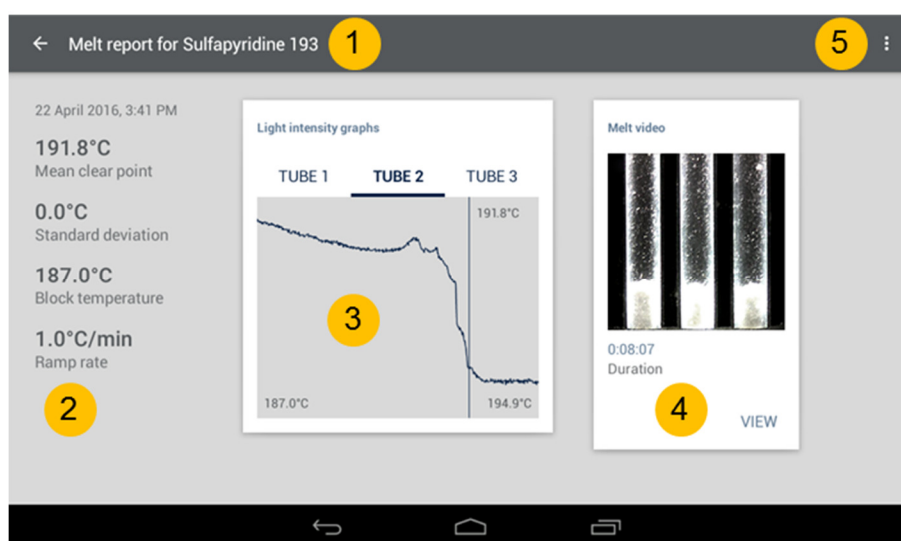 Melt report for Sulfapyridine 193
1
5
22 April 2016, 3:41 PM
191.8°C
Mean clear point
0.0°C
Standard deviation
187.0°C
Block temperature
1.0°C/min
Ramp rate
2
Light intensity graphs
TUBE 1 TUBE 2 TUBE 3
191.8°C
3
187.0°C 194.9°C
Melt video
0:08:07
Duration
4
VIEW